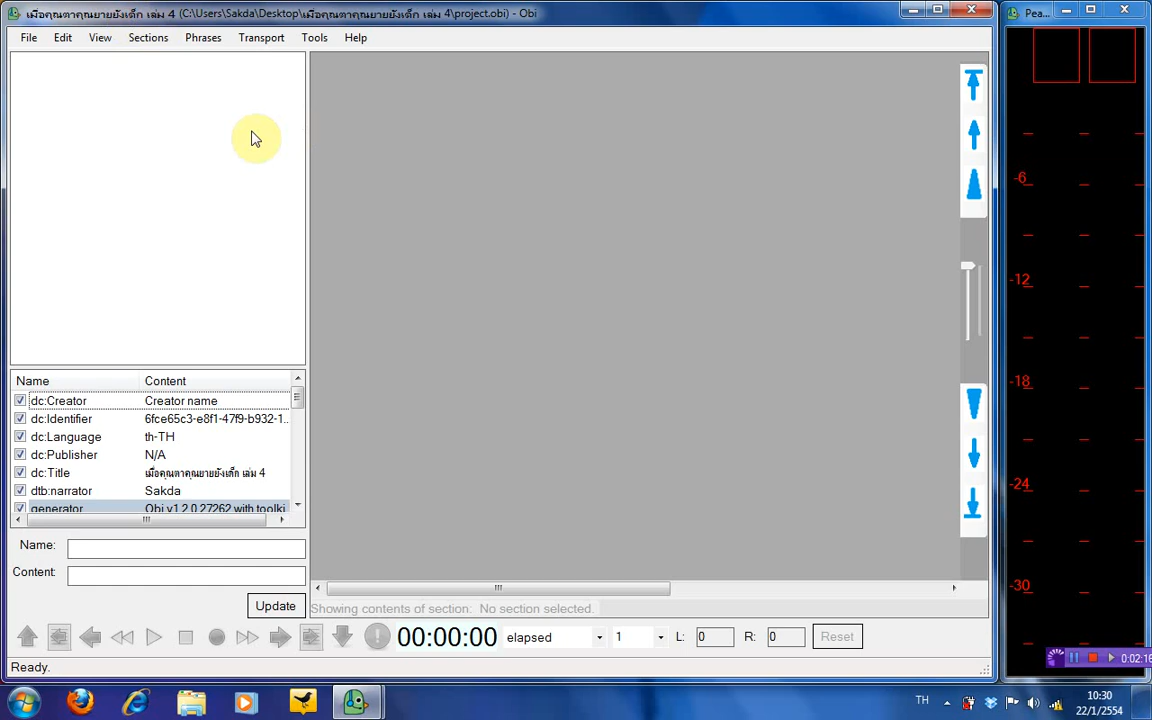 เมื่อคุณตาคุณยายยังเด็ก เล่ม 4 (C:\Users\Sakda\Desktop\เมื่อคุณตาคุณยายยังเด็ก เล่ม 4\project.obi) - Obi
Pea...
File Edit View Sections Phrases Transport Tools Help
-6
-12
-18
-24
-30
Name Content
dc:Creator Creator name
dc:Identifier 6fce65c3-e8f1-47f9-b932-1...
dc:Language th-TH
dc:Publisher N/A
dc:Title เมื่อคุณตาคุณยายยังเด็ก เล่ม 4
dtb:narrator Sakda
generator Obi v1.2.0.27262 with toolki
Name:
Content:
Update
Showing contents of section: No section selected.
00:00:00 elapsed 1 L: 0 R: 0 Reset
0:02:16
Ready.
TH 10:30
22/1/2554